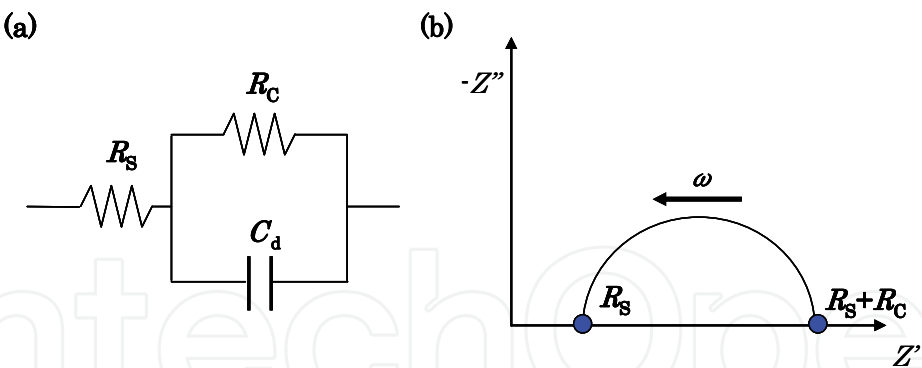 (a)
R_C
R_S
C_d
(b)
-Z″
ω
R_S
R_S+R_C
Z′